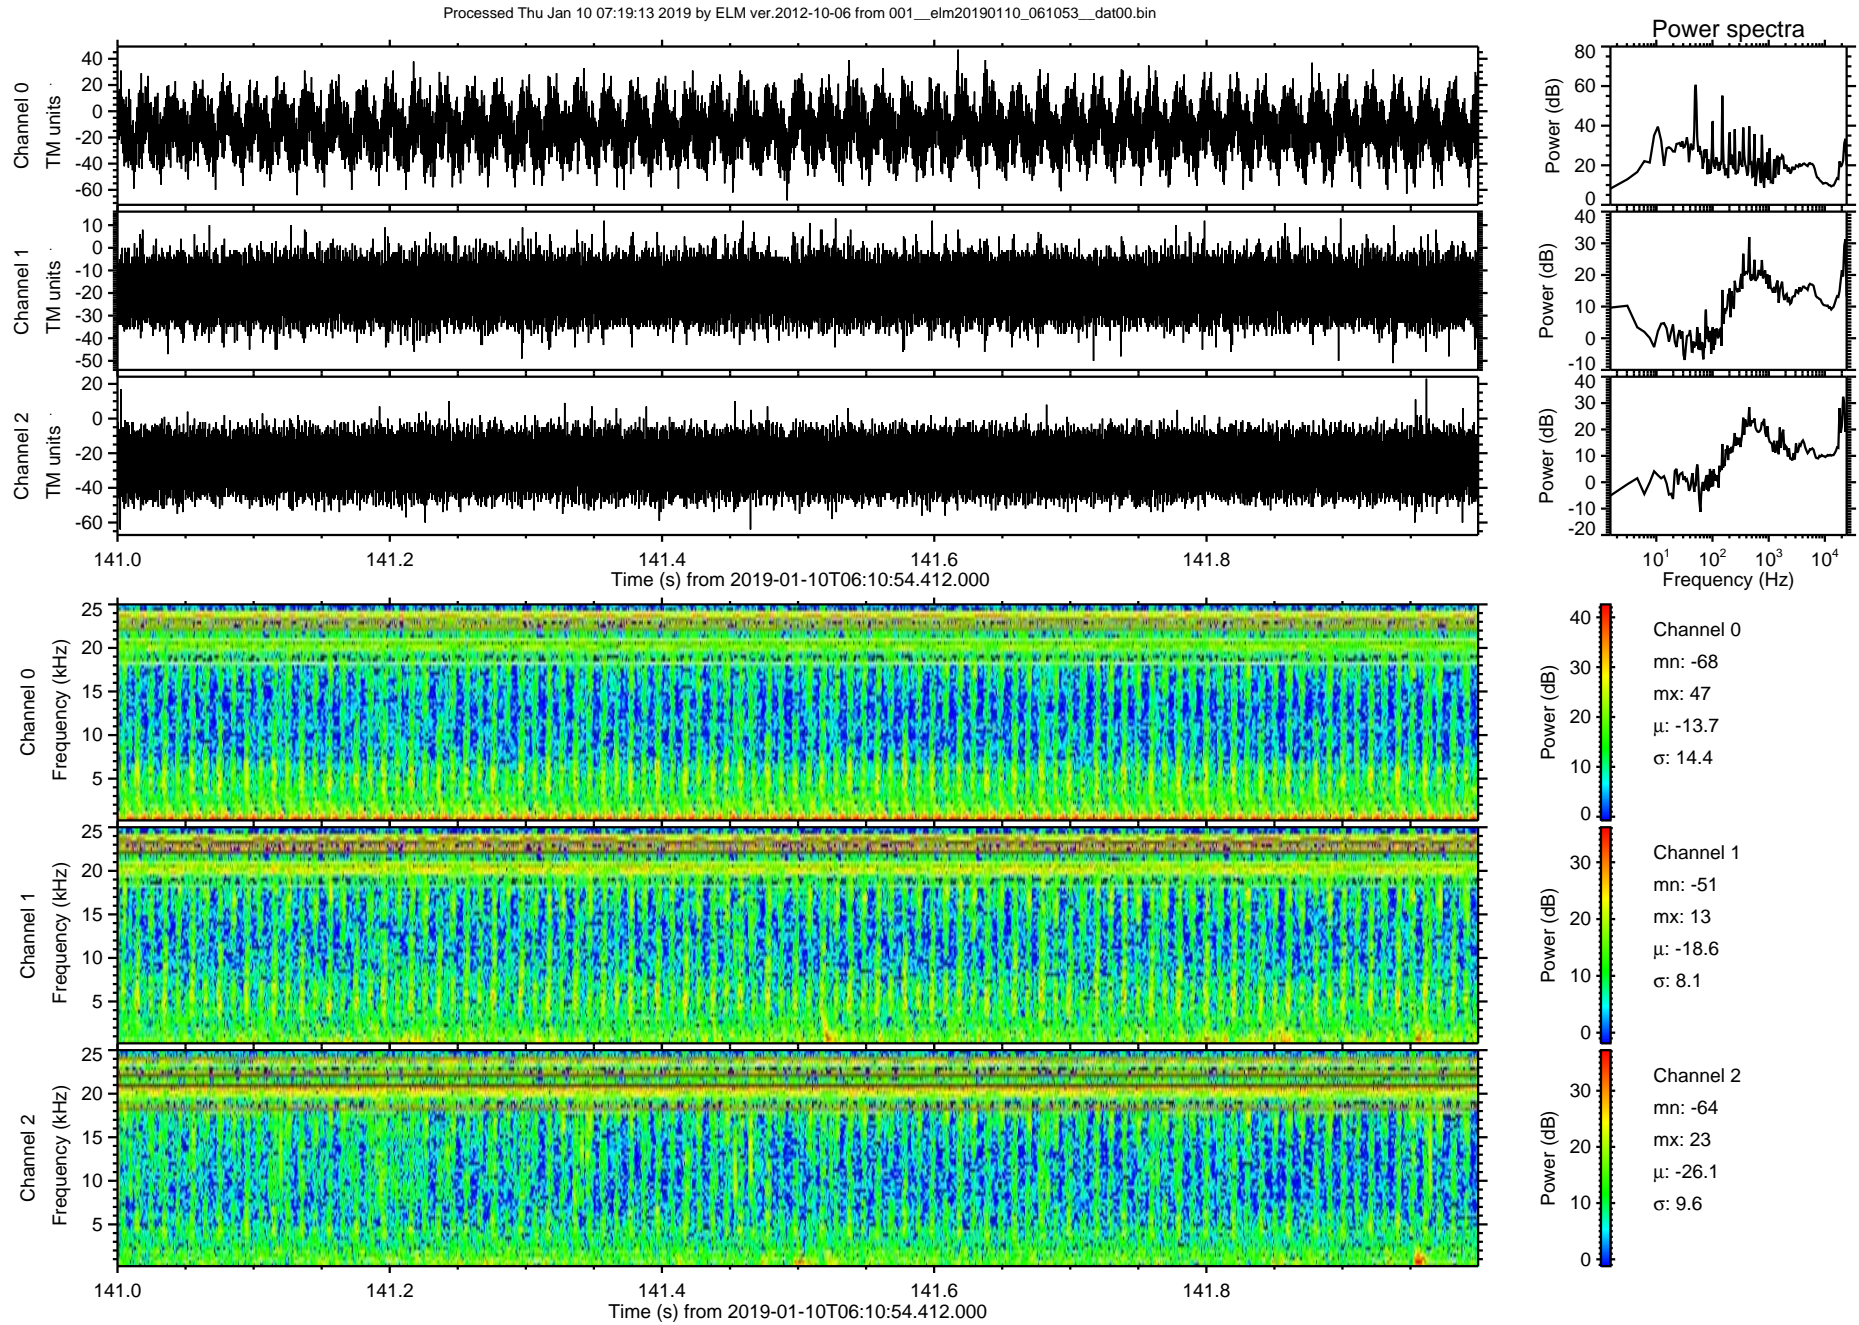 Processed Thu Jan 10 07:19:13 2019 by ELM ver.2012-10-06 from 001__elm20190110_061053__dat00.bin
Power spectra
Channel 0
TM units
40
20
0
-20
-40
-60
Power (dB)
80
60
40
20
0
Channel 1
TM units
10
0
-10
-20
-30
-40
-50
Power (dB)
40
30
20
10
0
-10
Channel 2
TM units
20
0
-20
-40
-60
Power (dB)
40
30
20
10
0
-10
-20
141.0 141.2 141.4 141.6 141.8
Time (s) from 2019-01-10T06:10:54.412.000
10¹ 10² 10³ 10⁴
Frequency (Hz)
Channel 0
Frequency (kHz)
25
20
15
10
5
Power (dB)
40
30
20
10
0
Channel 0
mn: -68
mx: 47
μ: -13.7
σ: 14.4
Channel 1
Frequency (kHz)
25
20
15
10
5
Power (dB)
30
20
10
0
Channel 1
mn: -51
mx: 13
μ: -18.6
σ: 8.1
Channel 2
Frequency (kHz)
25
20
15
10
5
Power (dB)
30
20
10
0
Channel 2
mn: -64
mx: 23
μ: -26.1
σ: 9.6
141.0 141.2 141.4 141.6 141.8
Time (s) from 2019-01-10T06:10:54.412.000